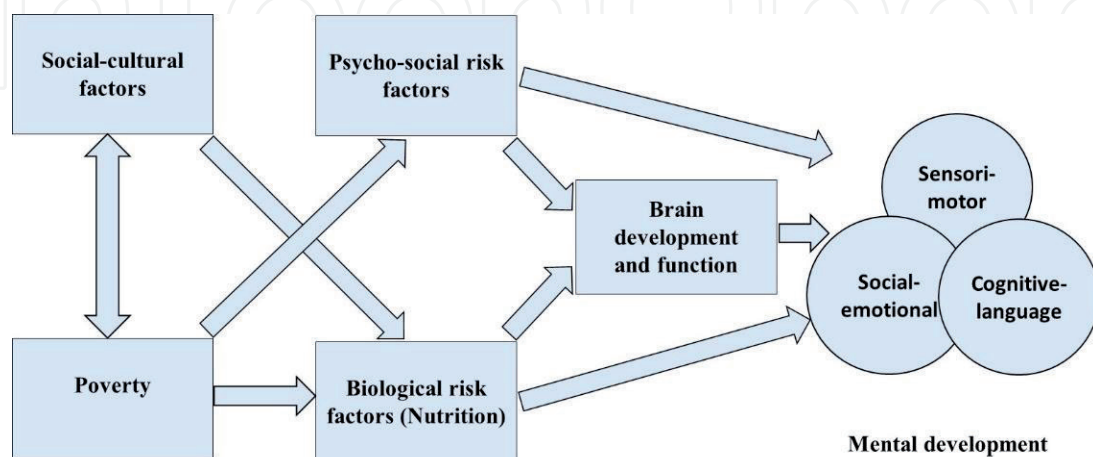 Social-cultural
factors
Psycho-social risk
factors
Sensori-
motor
Brain
development
and function
Social-
emotional
Cognitive-
language
Poverty
Biological risk
factors (Nutrition)
Mental development